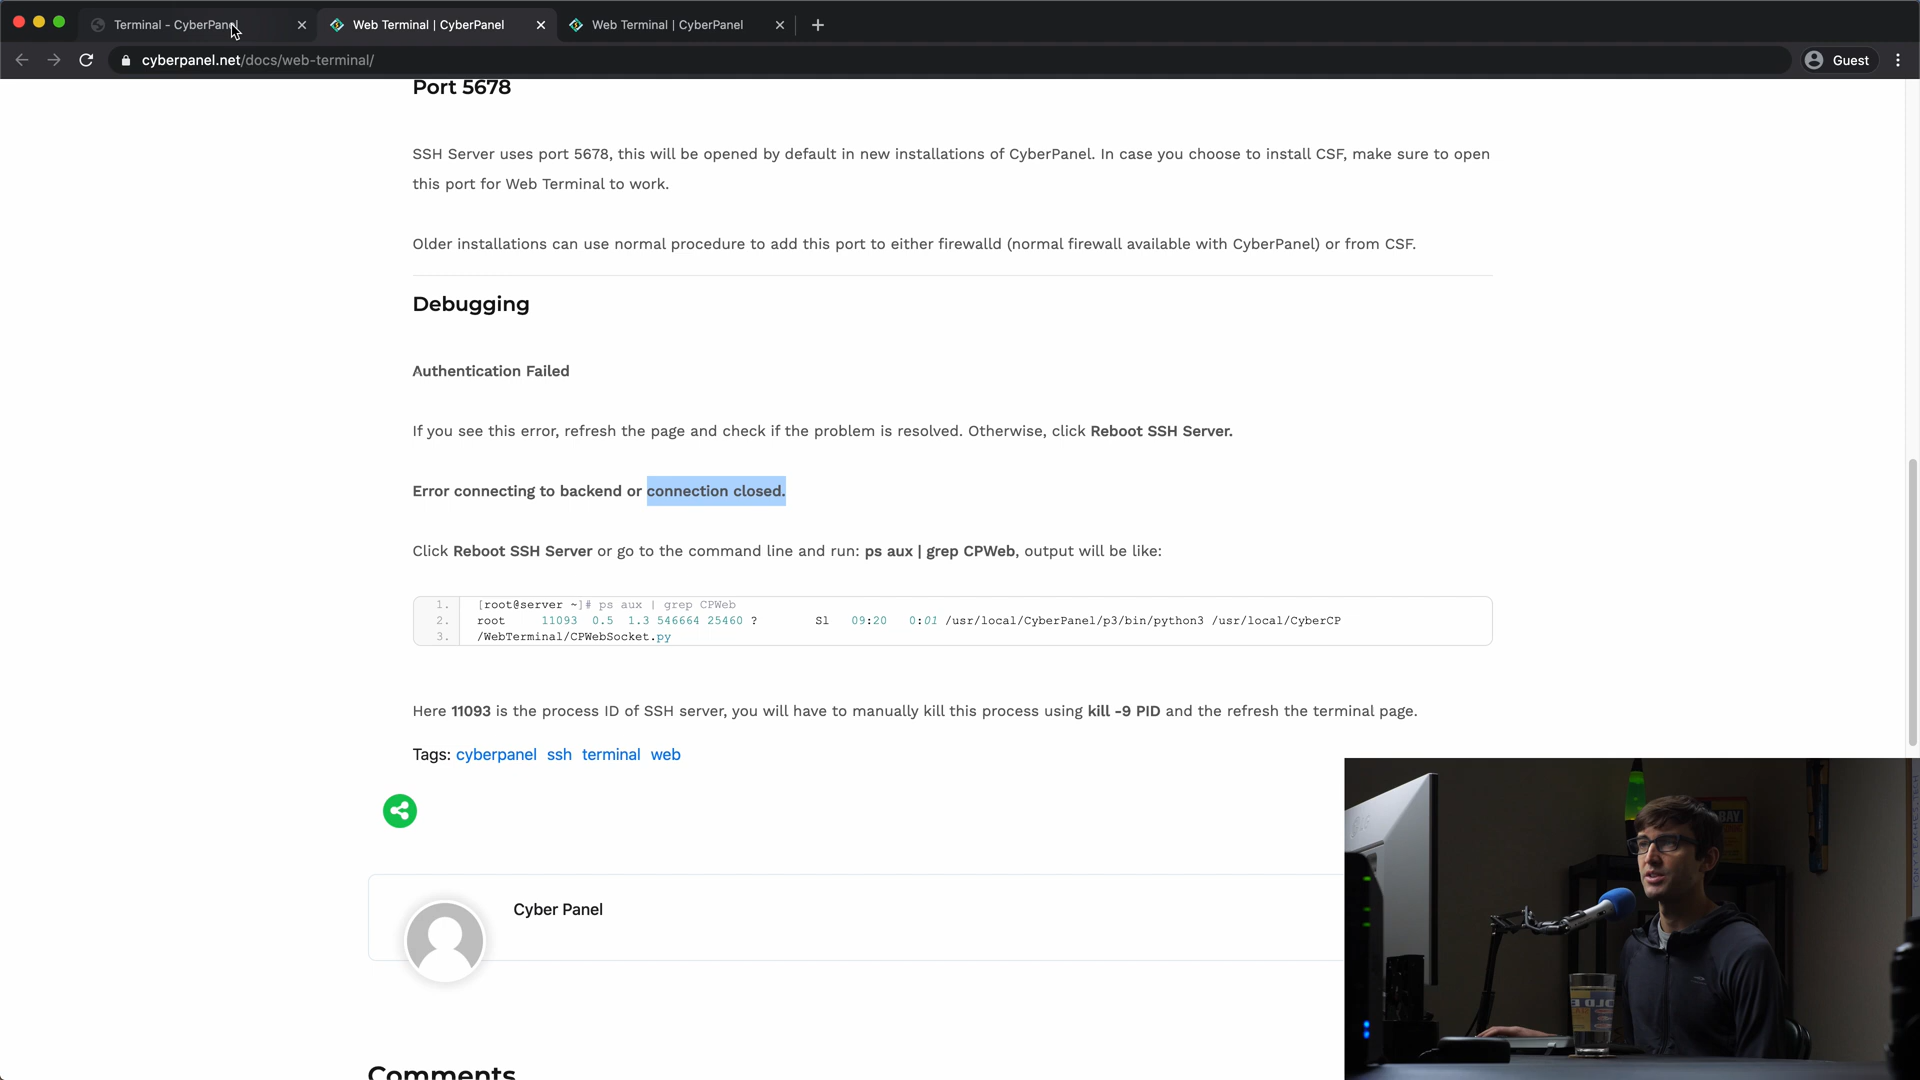 Terminal - CyberPanel
Web Terminal | CyberPanel
Web Terminal | CyberPanel
cyberpanel.net/docs/web-terminal/
Guest
Port 5678
SSH Server uses port 5678, this will be opened by default in new installations of CyberPanel. In case you choose to install CSF, make sure to open
this port for Web Terminal to work.
Older installations can use normal procedure to add this port to either firewalld (normal firewall available with CyberPanel) or from CSF.
Debugging
Authentication Failed
If you see this error, refresh the page and check if the problem is resolved. Otherwise, click Reboot SSH Server.
Error connecting to backend or connection closed.
Click Reboot SSH Server or go to the command line and run: ps aux | grep CPWeb, output will be like:
1. [root@server ~]# ps aux | grep CPWeb
2. root 11093 0.5 1.3 546664 25460 ? Sl 09:20 0:01 /usr/local/CyberPanel/p3/bin/python3 /usr/local/CyberCP
3. /WebTerminal/CPWebSocket.py
Here 11093 is the process ID of SSH server, you will have to manually kill this process using kill -9 PID and the refresh the terminal page.
Tags: cyberpanel ssh terminal web
Cyber Panel
Comments